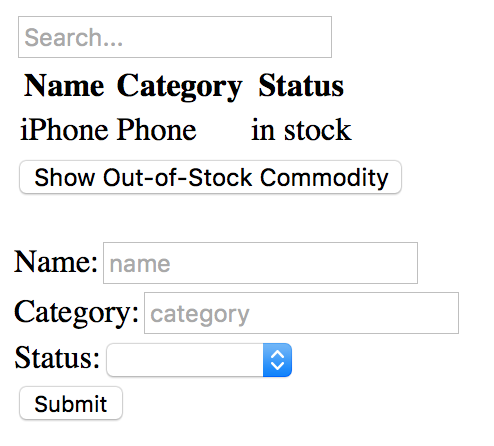 Search...
Name Category Status
iPhone Phone in stock
Show Out-of-Stock Commodity
Name: name
Category: category
Status:
Submit